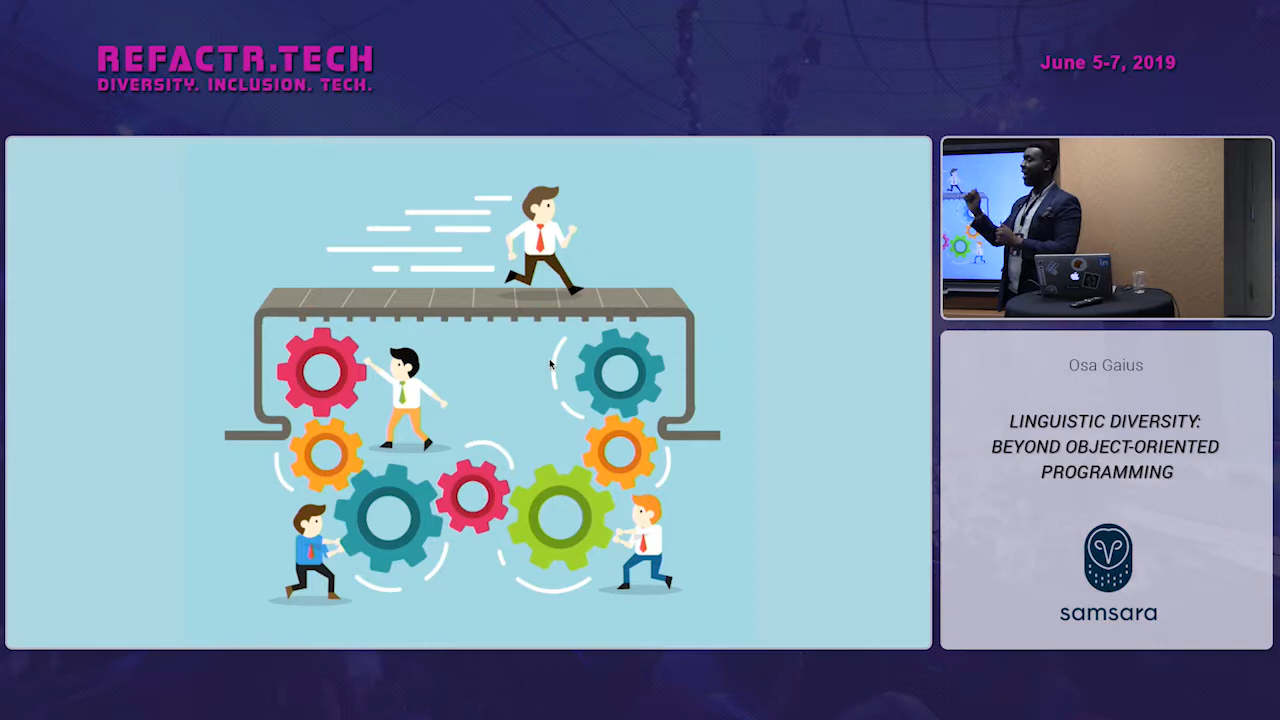 REFACTR.TECH
DIVERSITY. INCLUSION. TECH.
June 5-7, 2019
Osa Gaius
LINGUISTIC DIVERSITY:
BEYOND OBJECT-ORIENTED
PROGRAMMING
samsara